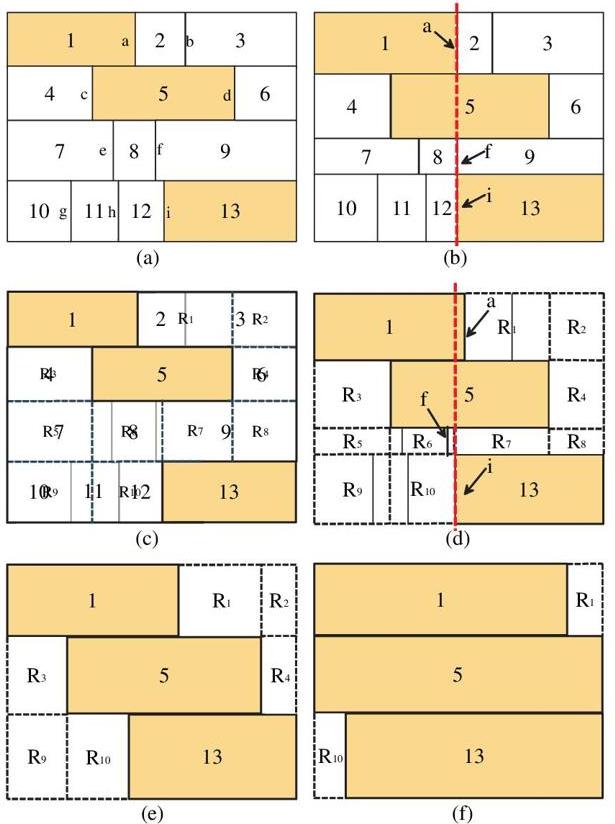 1 a 2 b 3
4 c 5 d 6
7 e 8 f 9
10 g 11 h 12 i 13
(a)
a
1 2 3
4 5 6
7 8 f 9
10 11 12 i 13
(b)
1 2 R1 3 R2
R3 4 5 R4 6
R5 7 8 R7 9 R8
10 R9 11 R10 12 13
(c)
a
1 R1 R2
R3 f 5 R4
R5 R6 R7 R8
R9 R10 i 13
(d)
1 R1 R2
R3 5 R4
R9 R10 13
(e)
1 R1
5
R10 13
(f)